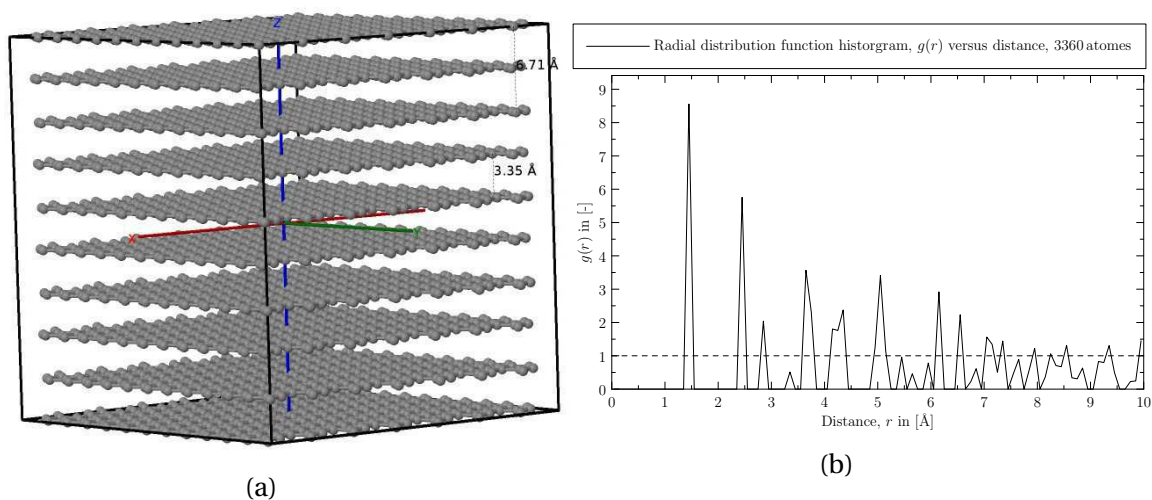 Z
6.71 Å
3.35 Å
X
Y
(a)
Radial distribution function historgram, g(r) versus distance, 3360 atomes
9
8
7
6
5
4
3
2
1
0
g(r) in [-]
0 1 2 3 4 5 6 7 8 9 10
Distance, r in [Å]
(b)